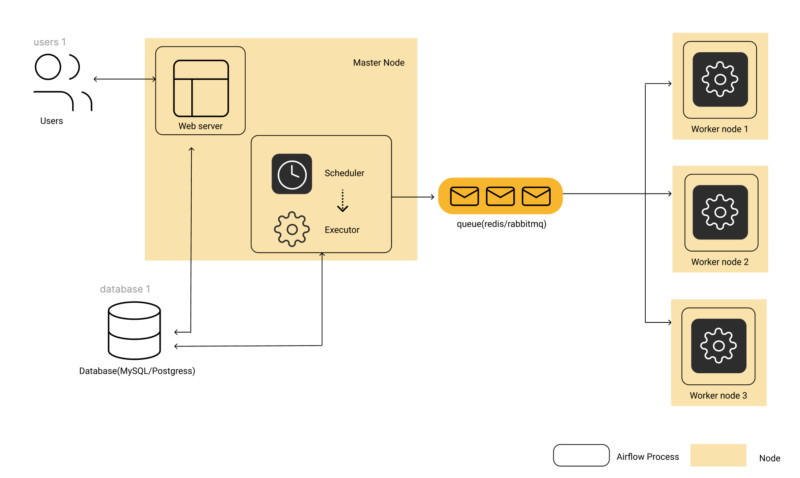 users 1
Users
Master Node
Web server
Scheduler
Executor
queue(redis/rabbitmq)
Worker node 1
Worker node 2
Worker node 3
database 1
Database(MySQL/Postgress)
Airflow Process
Node